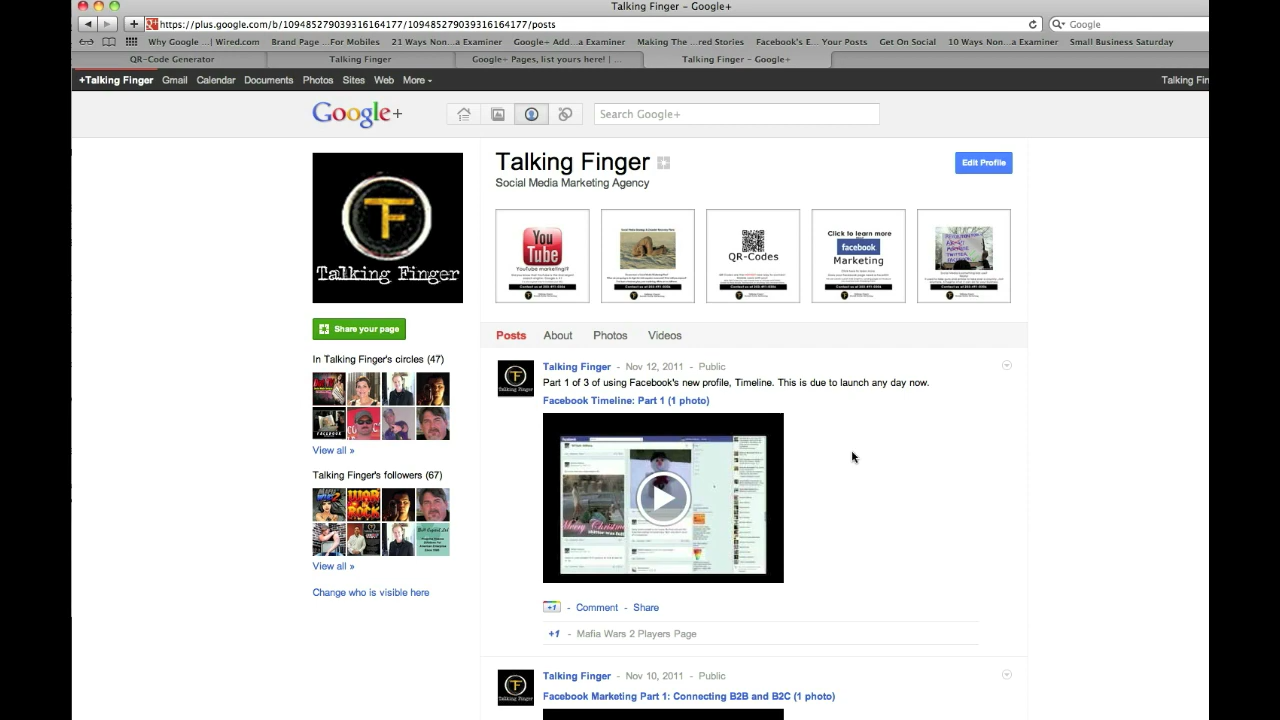 Talking Finger - Google+
https://plus.google.com/b/109485279039316164177/109485279039316164177/posts
Google
Why Google ...| Wired.com
Brand Page ...For Mobiles
21 Ways Non...a Examiner
Google+ Add...a Examiner
Making The ...red Stories
Facebook's E...
Your Posts
Get On Social
10 Ways Non...a Examiner
Small Business Saturday
QR-Code Generator
Talking Finger
Google+ Pages, list yours here! | ...
Talking Finger - Google+
+Talking Finger Gmail Calendar Documents Photos Sites Web More
Talking Fin
Google+
Search Google+
TF
Talking Finger
Talking Finger
Social Media Marketing Agency
Edit Profile
You
Tube
YouTube marketing!?
QR-Codes
Click to learn more
facebook
Marketing
Share your page
Posts About Photos Videos
In Talking Finger's circles (47)
View all »
Talking Finger's followers (67)
View all »
Change who is visible here
Talking Finger - Nov 12, 2011 - Public
Part 1 of 3 of using Facebook's new profile, Timeline. This is due to launch any day now.
Facebook Timeline: Part 1 (1 photo)
+1 - Comment - Share
+1 - Mafia Wars 2 Players Page
Talking Finger - Nov 10, 2011 - Public
Facebook Marketing Part 1: Connecting B2B and B2C (1 photo)